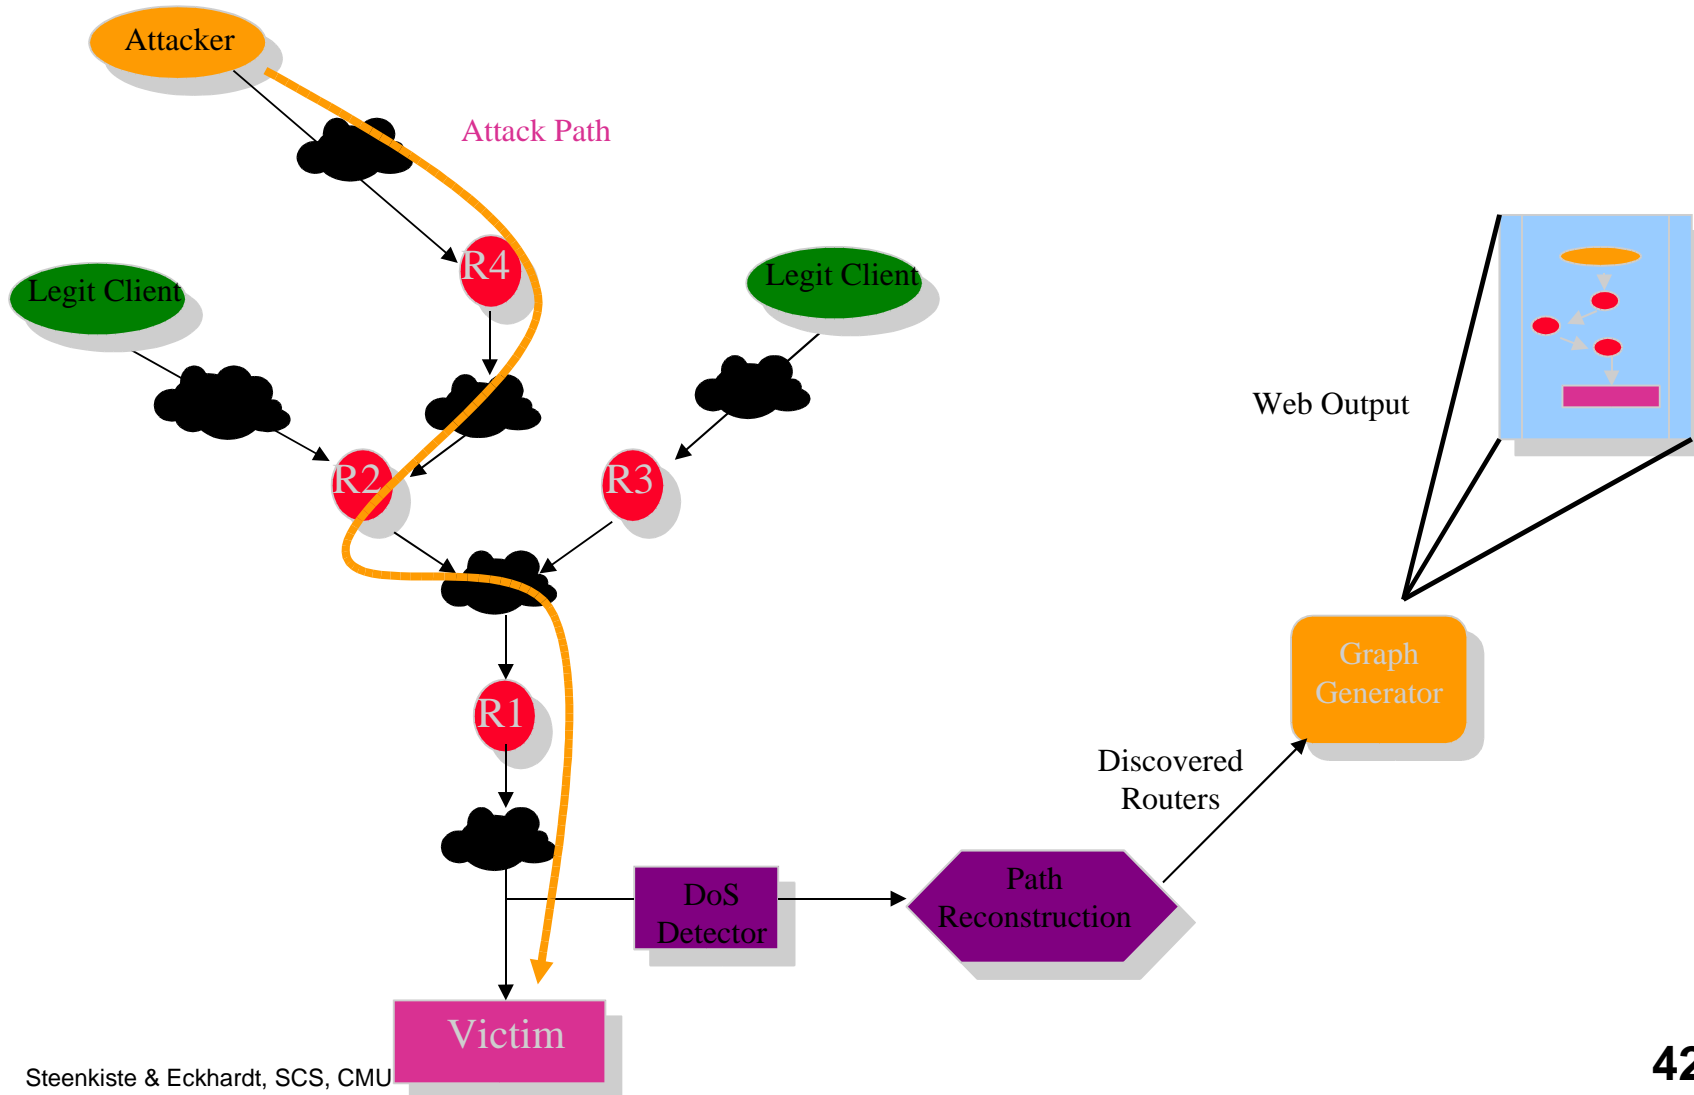 Attacker
Attack Path
R4
Legit Client
Legit Client
Web Output
R2
R3
Graph
Generator
R1
Discovered
Routers
DoS
Detector
Path
Reconstruction
Victim
Steenkiste & Eckhardt, SCS, CMU
42